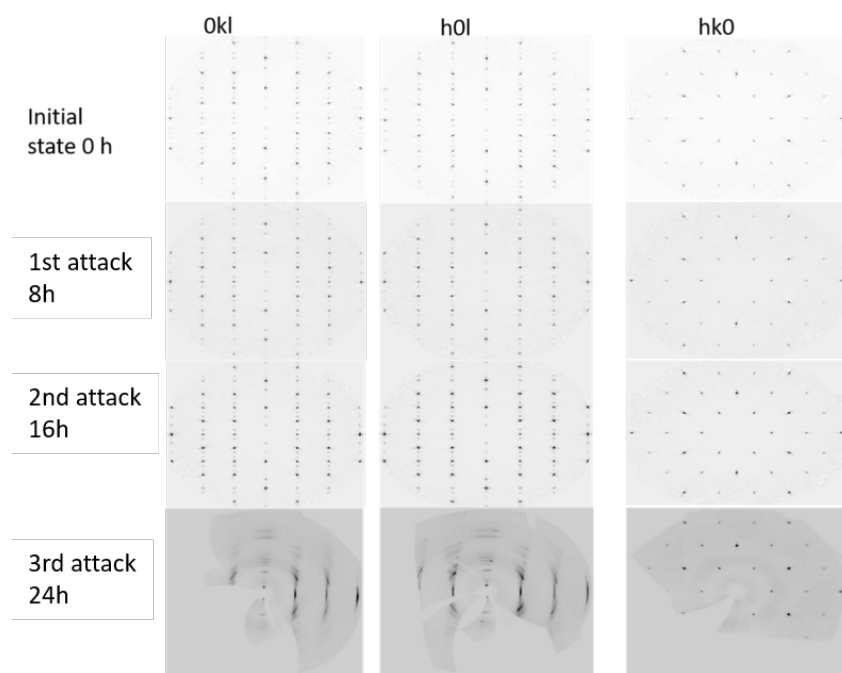 0kl
h0l
hk0
Initial
state 0 h
1st attack
8h
2nd attack
16h
3rd attack
24h